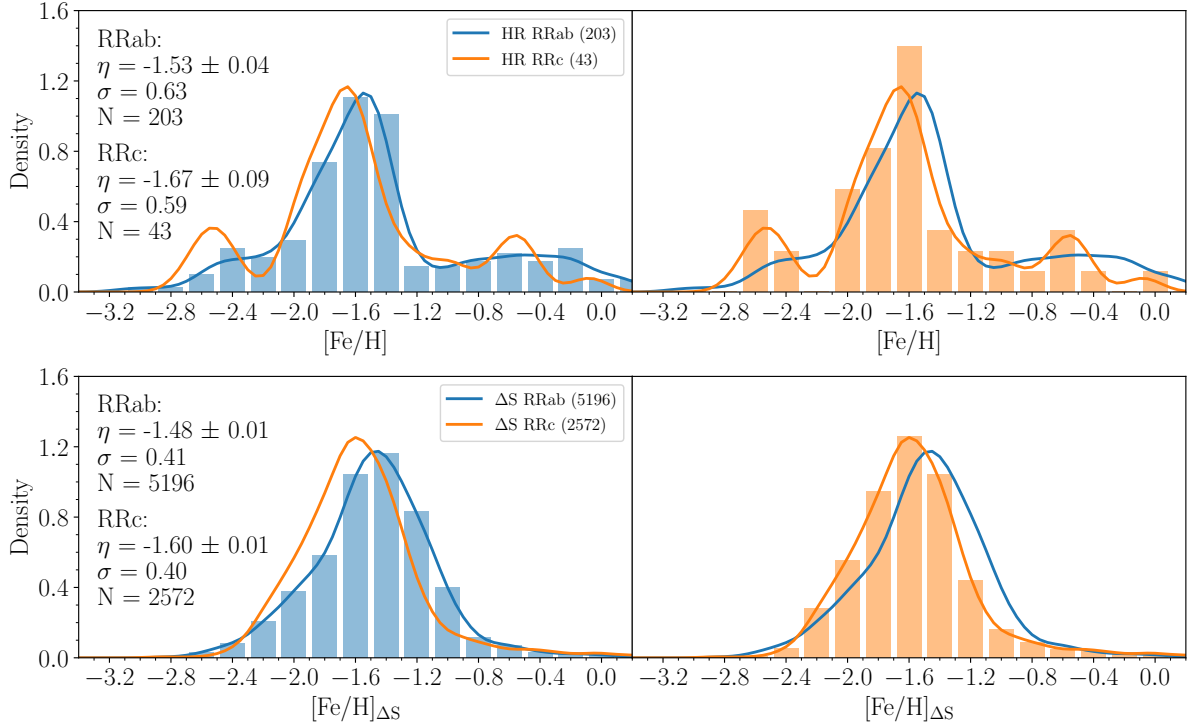 1.6
1.2
0.8
0.4
0.0
Density
RRab:
η = -1.53 ± 0.04
σ = 0.63
N = 203
RRc:
η = -1.67 ± 0.09
σ = 0.59
N = 43
HR RRab (203)
HR RRc (43)
−3.2 −2.8 −2.4 −2.0 −1.6 −1.2 −0.8 −0.4 0.0
[Fe/H]
−3.2 −2.8 −2.4 −2.0 −1.6 −1.2 −0.8 −0.4 0.0
[Fe/H]
1.6
1.2
0.8
0.4
0.0
Density
RRab:
η = -1.48 ± 0.01
σ = 0.41
N = 5196
RRc:
η = -1.60 ± 0.01
σ = 0.40
N = 2572
ΔS RRab (5196)
ΔS RRc (2572)
−3.2 −2.8 −2.4 −2.0 −1.6 −1.2 −0.8 −0.4 0.0
[Fe/H]ΔS
−3.2 −2.8 −2.4 −2.0 −1.6 −1.2 −0.8 −0.4 0.0
[Fe/H]ΔS